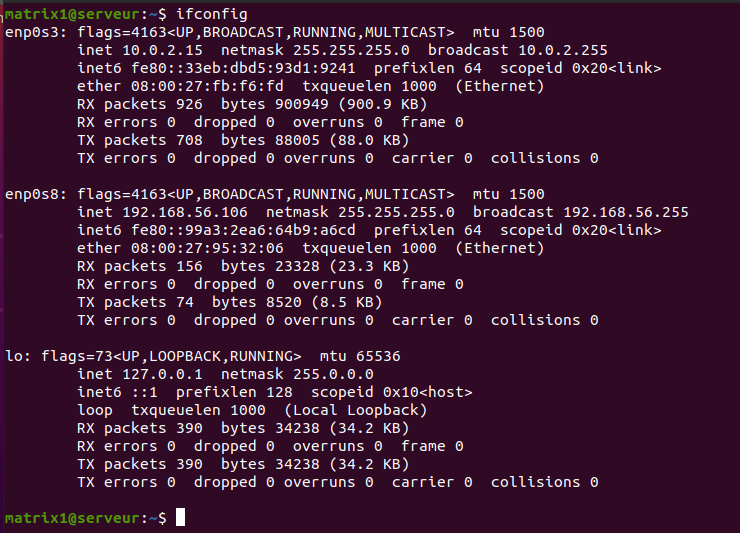 matrix1@serveur:~$ ifconfig
enp0s3: flags=4163<UP,BROADCAST,RUNNING,MULTICAST>  mtu 1500
        inet 10.0.2.15  netmask 255.255.255.0  broadcast 10.0.2.255
        inet6 fe80::33eb:dbd5:93d1:9241  prefixlen 64  scopeid 0x20<link>
        ether 08:00:27:fb:f6:fd  txqueuelen 1000  (Ethernet)
        RX packets 926  bytes 900949 (900.9 KB)
        RX errors 0  dropped 0  overruns 0  frame 0
        TX packets 708  bytes 88005 (88.0 KB)
        TX errors 0  dropped 0 overruns 0  carrier 0  collisions 0

enp0s8: flags=4163<UP,BROADCAST,RUNNING,MULTICAST>  mtu 1500
        inet 192.168.56.106  netmask 255.255.255.0  broadcast 192.168.56.255
        inet6 fe80::99a3:2ea6:64b9:a6cd  prefixlen 64  scopeid 0x20<link>
        ether 08:00:27:95:32:06  txqueuelen 1000  (Ethernet)
        RX packets 156  bytes 23328 (23.3 KB)
        RX errors 0  dropped 0  overruns 0  frame 0
        TX packets 74  bytes 8520 (8.5 KB)
        TX errors 0  dropped 0 overruns 0  carrier 0  collisions 0

lo: flags=73<UP,LOOPBACK,RUNNING>  mtu 65536
        inet 127.0.0.1  netmask 255.0.0.0
        inet6 ::1  prefixlen 128  scopeid 0x10<host>
        loop  txqueuelen 1000  (Local Loopback)
        RX packets 390  bytes 34238 (34.2 KB)
        RX errors 0  dropped 0  overruns 0  frame 0
        TX packets 390  bytes 34238 (34.2 KB)
        TX errors 0  dropped 0 overruns 0  carrier 0  collisions 0

matrix1@serveur:~$